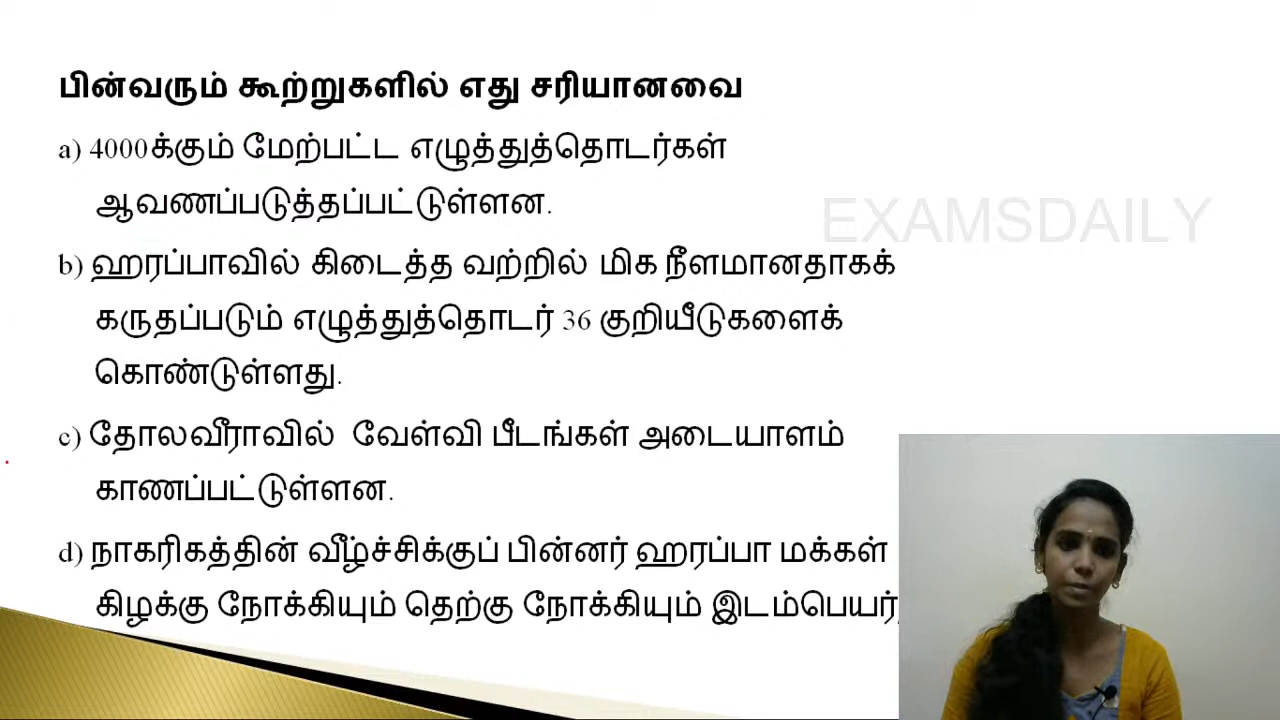 பின்வரும் கூற்றுகளில் எது சரியானவை
a) 4000க்கும் மேற்பட்ட எழுத்துத்தொடர்கள்
ஆவணப்படுத்தப்பட்டுள்ளன.
EXAMSDAILY
b) ஹரப்பாவில் கிடைத்த வற்றில் மிக நீளமானதாகக்
கருதப்படும் எழுத்துத்தொடர் 36 குறியீடுகளைக்
கொண்டுள்ளது.
c) தோலவீராவில் வேள்வி பீடங்கள் அடையாளம்
காணப்பட்டுள்ளன.
d) நாகரிகத்தின் வீழ்ச்சிக்குப் பின்னர் ஹரப்பா மக்கள்
கிழக்கு நோக்கியும் தெற்கு நோக்கியும்